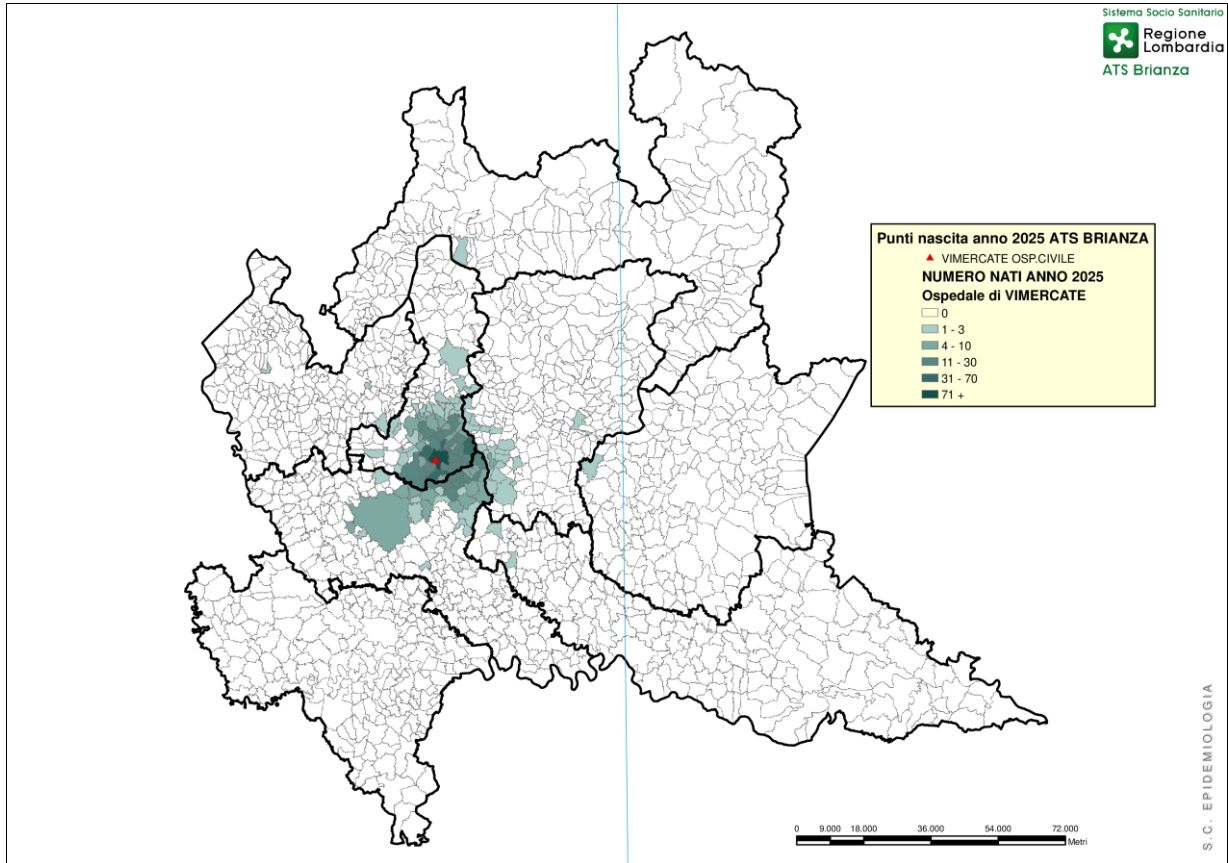 Sistema Socio Sanitario
Regione
Lombardia
ATS Brianza
Punti nascita anno 2025 ATS BRIANZA
VIMERCATE OSP.CIVILE
NUMERO NATI ANNO 2025
Ospedale di VIMERCATE
0
1 - 3
4 - 10
11 - 30
31 - 70
71 +
0 9.000 18.000 36.000 54.000 72.000
Metri
S.C. EPIDEMIOLOGIA